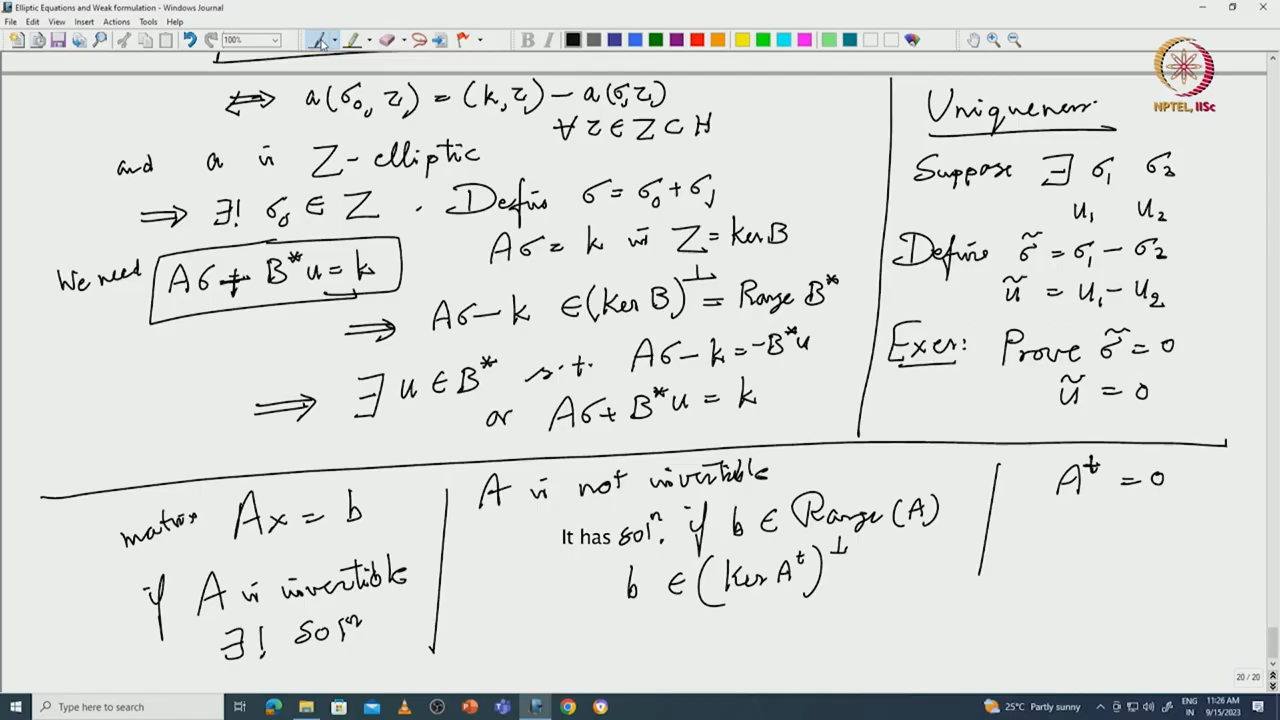 Elliptic Equations and Weak formulation - Windows Journal
File Edit View Insert Actions Tools Help
100%
NPTEL, IISc
⟺ a(σ₀, τ) = (k, τ) − a(σ, τ)
∀ τ ∈ Z ⊂ H
and a is Z-elliptic
⟹ ∃! σ₀ ∈ Z . Define σ = σ₀ + σ₁
We need Aσ + B*u = k
Aσ = k in Z = ker B
⟹ Aσ − k ∈ (Ker B)^⊥ = Range B*
⟹ ∃ u ∈ B* s.t. Aσ − k = −B*u
or Aσ + B*u = k
Uniqueness
Suppose ∃ σ₁ σ₂
u₁ u₂
Define σ̃ = σ₁ − σ₂
ũ = u₁ − u₂
Exer: Prove σ̃ = 0
ũ = 0
matrix Ax = b
if A is invertible
∃! solⁿ
A is not invertible
It has solⁿ. if b ∈ Range (A)
b ∈ (Ker Aᵗ)^⊥
Aᵗ = 0
20 / 20
Type here to search
25°C Partly sunny
ENG
IN
11:26 AM
9/15/2023